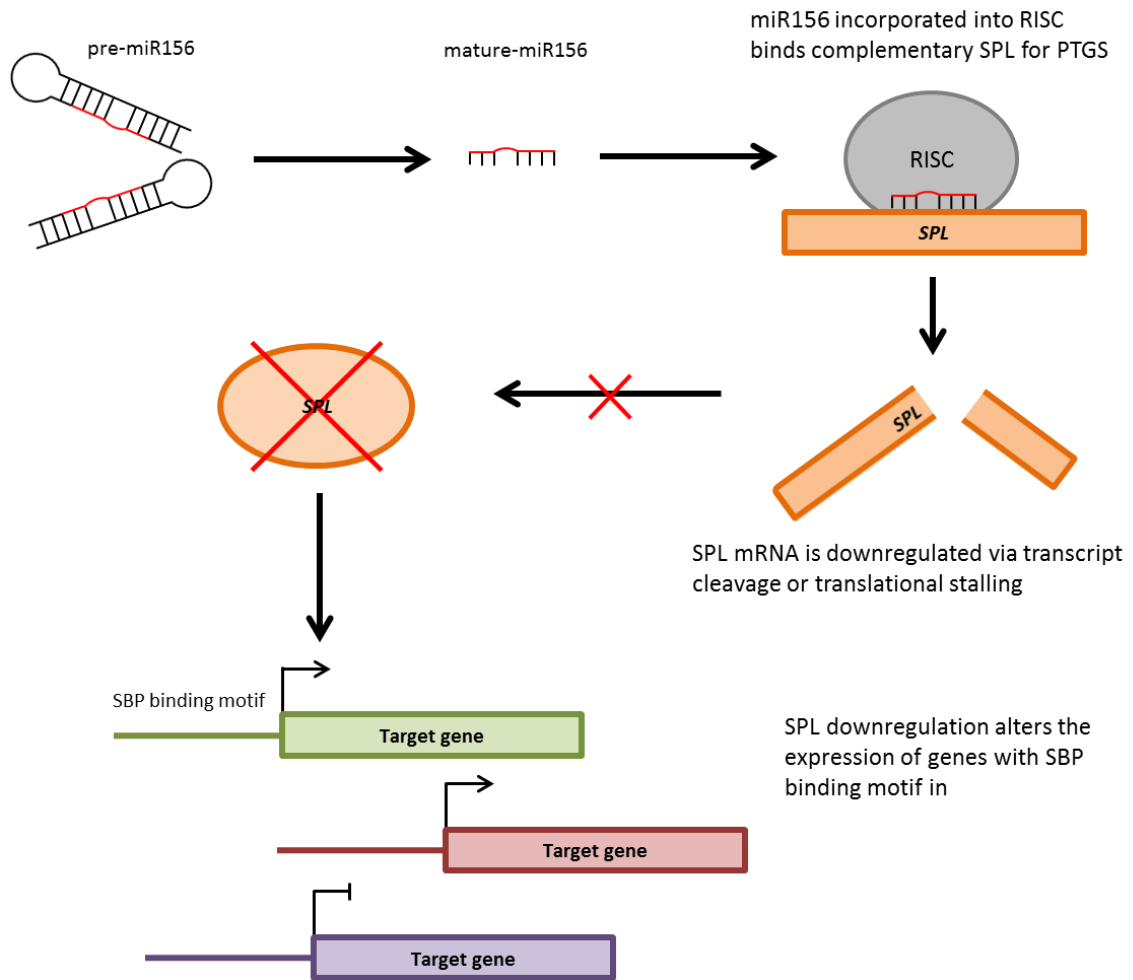 pre-miR156
mature-miR156
miR156 incorporated into RISC
binds complementary SPL for PTGS
RISC
SPL
SPL
SPL
SPL mRNA is downregulated via transcript
cleavage or translational stalling
SBP binding motif
Target gene
SPL downregulation alters the
expression of genes with SBP
binding motif in
Target gene
Target gene